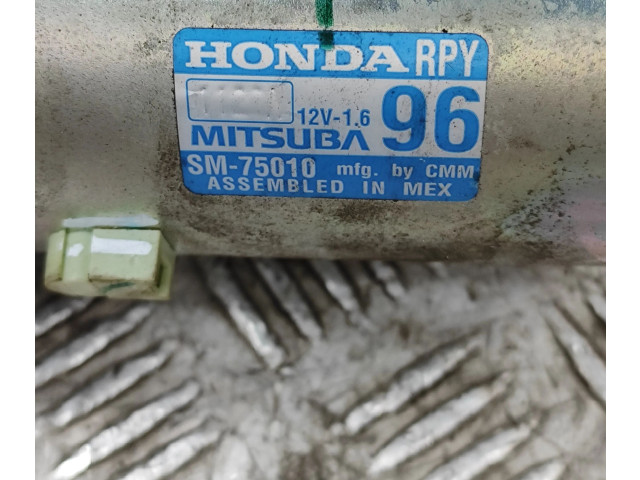 HONDA RPY
12V-1.6 96
MITSUBA
SM-75010 mfg. by CMM
ASSEMBLED IN MEX